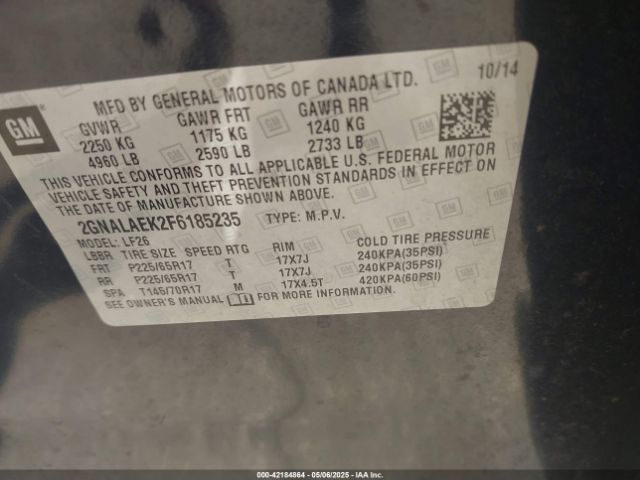 GM
MFD BY GENERAL MOTORS OF CANADA LTD. 10/14
GVWR GAWR FRT GAWR RR
2250 KG 1175 KG 1240 KG
4960 LB 2590 LB 2733 LB
THIS VEHICLE CONFORMS TO ALL APPLICABLE U.S. FEDERAL MOTOR
VEHICLE SAFETY AND THEFT PREVENTION STANDARDS IN EFFECT ON
THE DATE OF MANUFACTURE SHOWN ABOVE.
2GNALAEK2F6185235 TYPE: M.P.V.
MODEL: LF26
LBBR TIRE SIZE SPEED RTG RIM COLD TIRE PRESSURE
FRT P225/65R17 T 17X7J 240KPA(35PSI)
RR P225/65R17 T 17X7J 240KPA(35PSI)
SPA T145/70R17 M 17X4.5T 420KPA(60PSI)
SEE OWNER'S MANUAL FOR MORE INFORMATION.
000-42184864 | 05/06/2025 - IAA Inc.